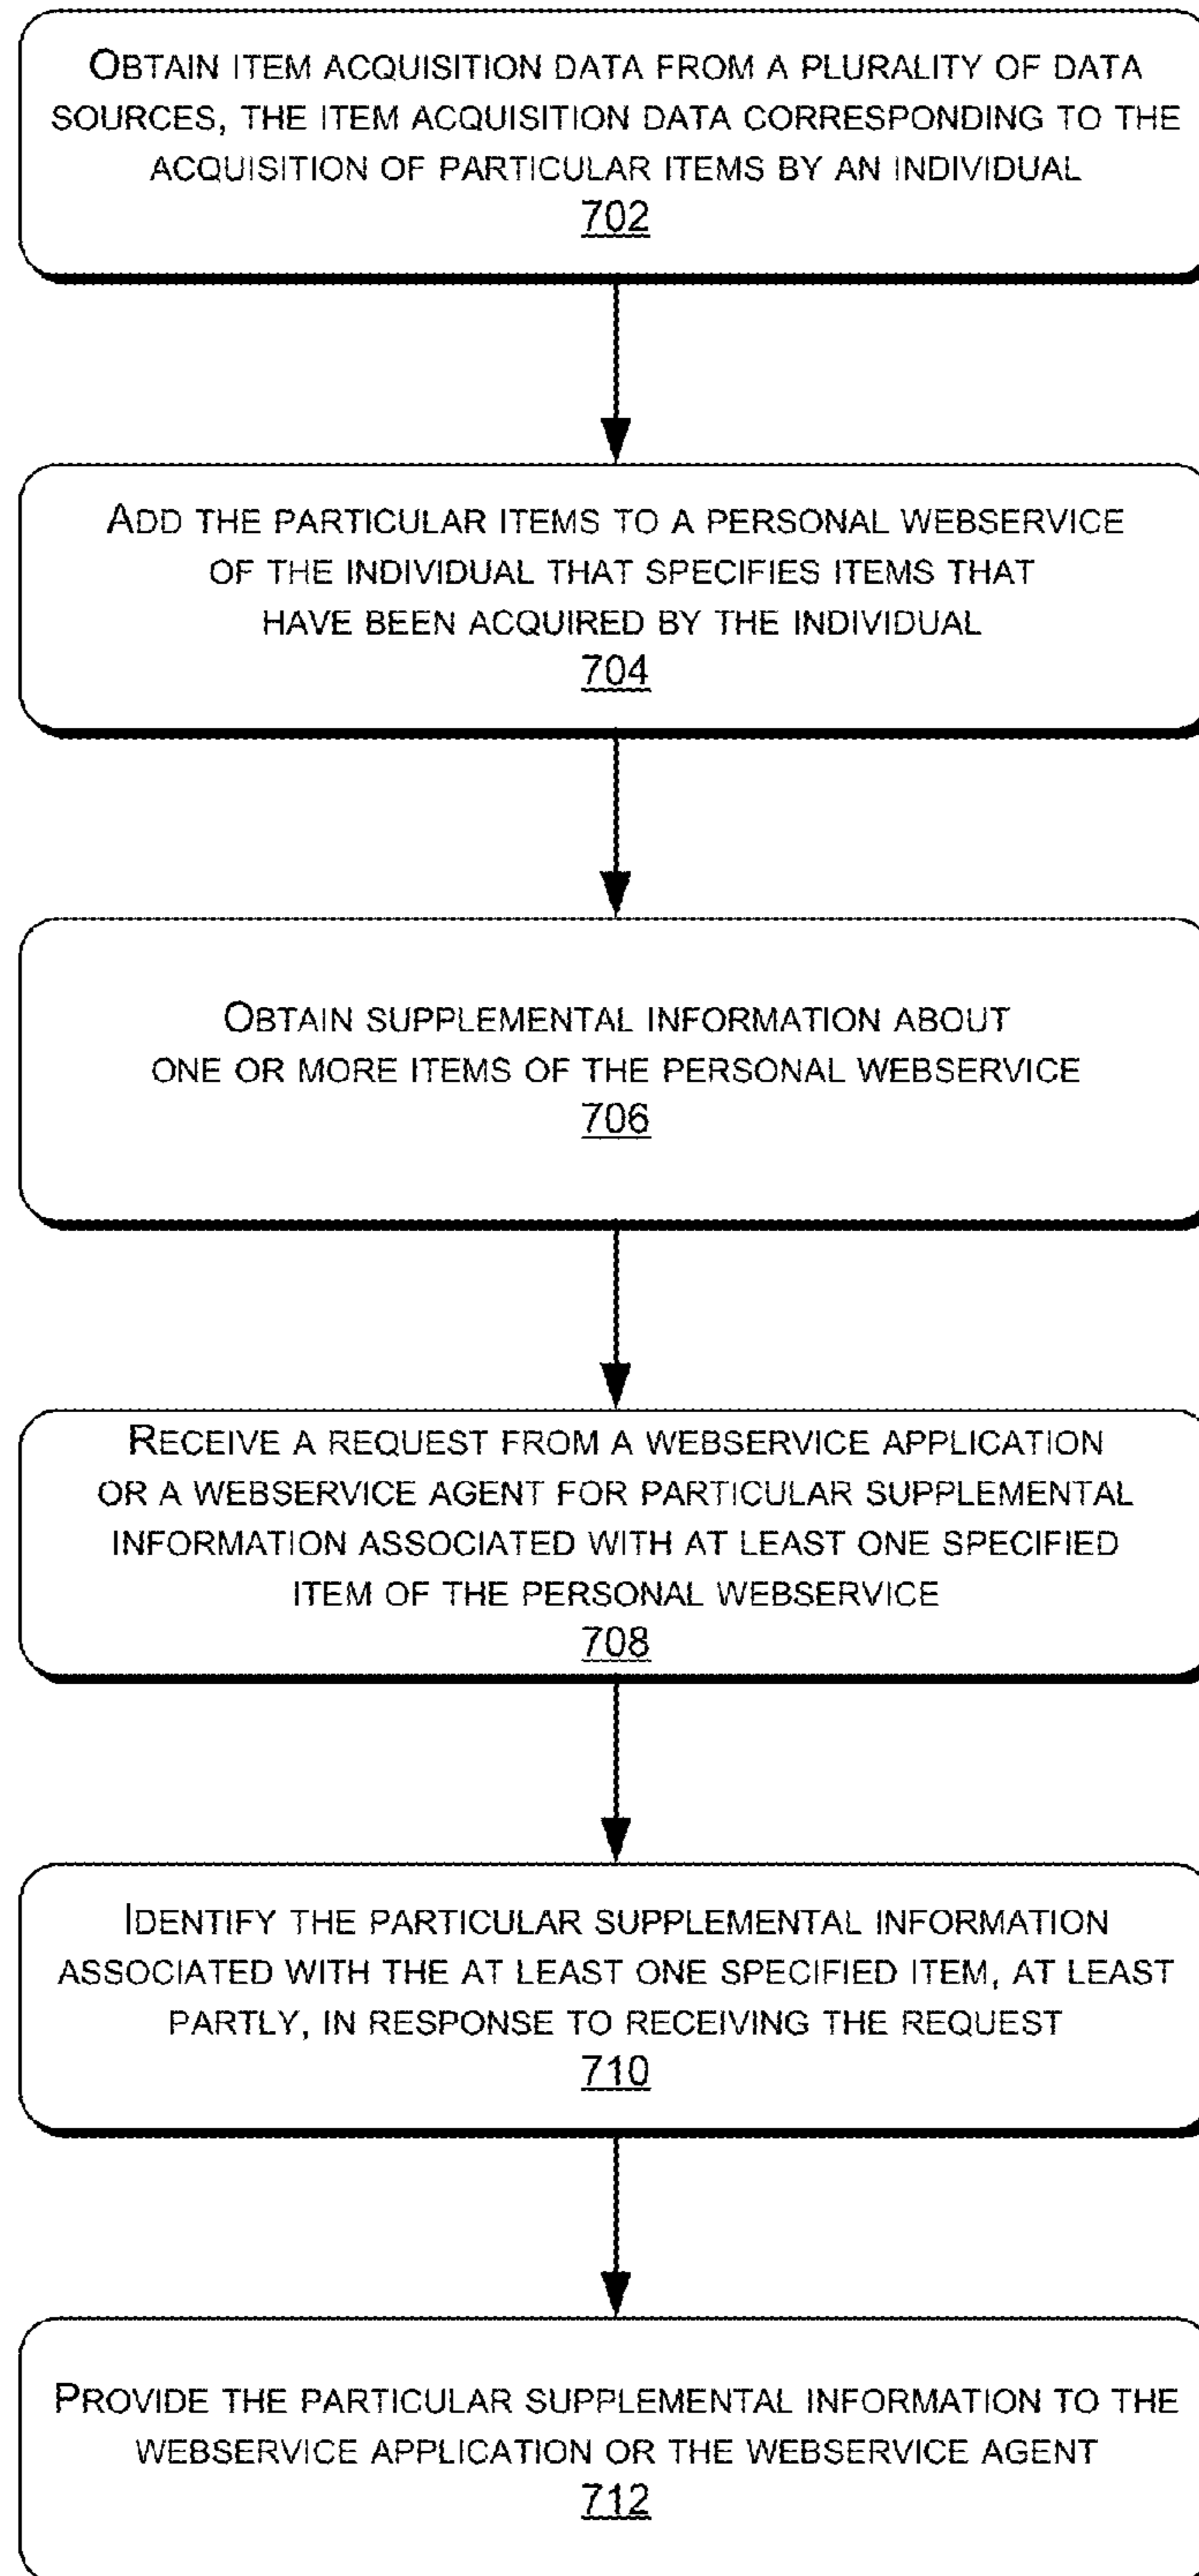 OBTAIN ITEM ACQUISITION DATA FROM A PLURALITY OF DATA
SOURCES, THE ITEM ACQUISITION DATA CORRESPONDING TO THE
ACQUISITION OF PARTICULAR ITEMS BY AN INDIVIDUAL
702
ADD THE PARTICULAR ITEMS TO A PERSONAL WEBSERVICE
OF THE INDIVIDUAL THAT SPECIFIES ITEMS THAT
HAVE BEEN ACQUIRED BY THE INDIVIDUAL
704
OBTAIN SUPPLEMENTAL INFORMATION ABOUT
ONE OR MORE ITEMS OF THE PERSONAL WEBSERVICE
706
RECEIVE A REQUEST FROM A WEBSERVICE APPLICATION
OR A WEBSERVICE AGENT FOR PARTICULAR SUPPLEMENTAL
INFORMATION ASSOCIATED WITH AT LEAST ONE SPECIFIED
ITEM OF THE PERSONAL WEBSERVICE
708
IDENTIFY THE PARTICULAR SUPPLEMENTAL INFORMATION
ASSOCIATED WITH THE AT LEAST ONE SPECIFIED ITEM, AT LEAST
PARTLY, IN RESPONSE TO RECEIVING THE REQUEST
710
PROVIDE THE PARTICULAR SUPPLEMENTAL INFORMATION TO THE
WEBSERVICE APPLICATION OR THE WEBSERVICE AGENT
712